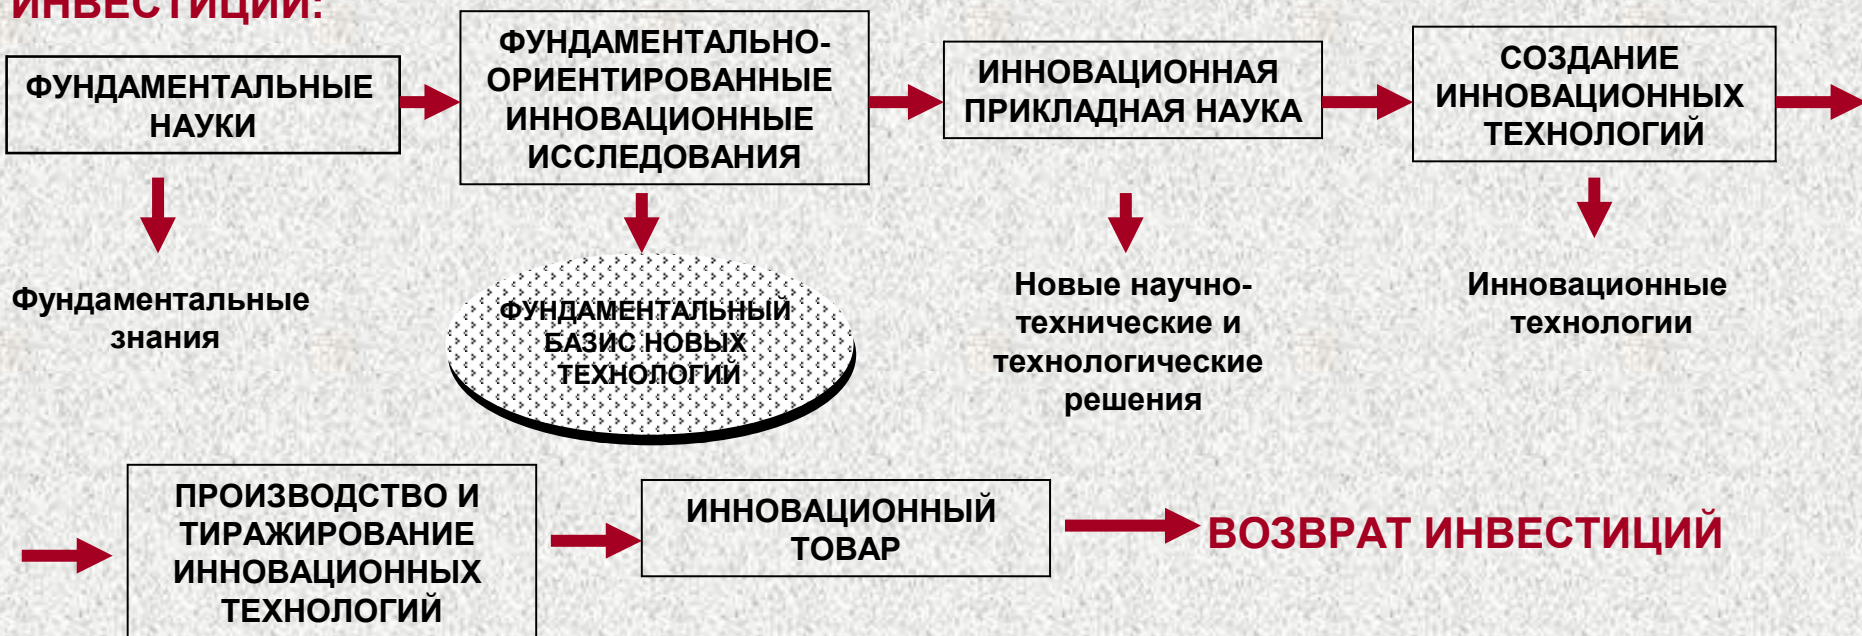 ИНВЕСТИЦИИ:
ФУНДАМЕНТАЛЬНЫЕ
НАУКИ
ФУНДАМЕНТАЛЬНО-
ОРИЕНТИРОВАННЫЕ
ИННОВАЦИОННЫЕ
ИССЛЕДОВАНИЯ
ИННОВАЦИОННАЯ
ПРИКЛАДНАЯ НАУКА
СОЗДАНИЕ
ИННОВАЦИОННЫХ
ТЕХНОЛОГИЙ
Фундаментальные
знания
ФУНДАМЕНТАЛЬНЫЙ
БАЗИС НОВЫХ
ТЕХНОЛОГИЙ
Новые научно-
технические и
технологические
решения
Инновационные
технологии
ПРОИЗВОДСТВО И
ТИРАЖИРОВАНИЕ
ИННОВАЦИОННЫХ
ТЕХНОЛОГИЙ
ИННОВАЦИОННЫЙ
ТОВАР
ВОЗВРАТ ИНВЕСТИЦИЙ